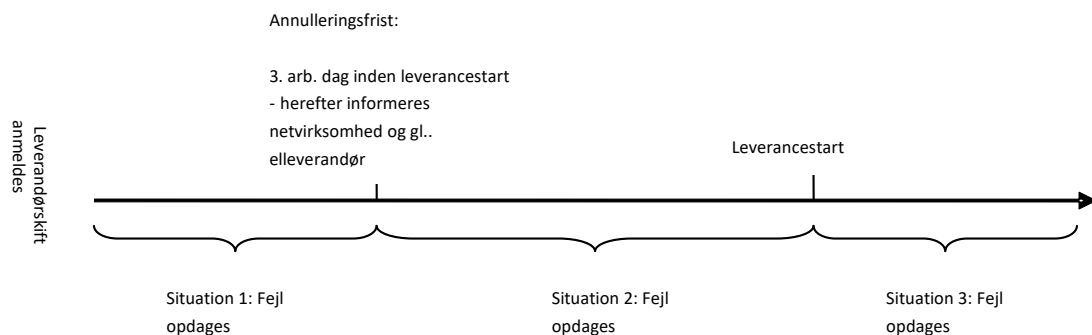 Annulleringsfrist:
3. arb. dag inden leverancestart
- herefter informeres
netvirksomhed og gl..
elleverandør
Leverancestart
Leverandørskift
anmeldes
Situation 1: Fejl
opdages
Situation 2: Fejl
opdages
Situation 3: Fejl
opdages